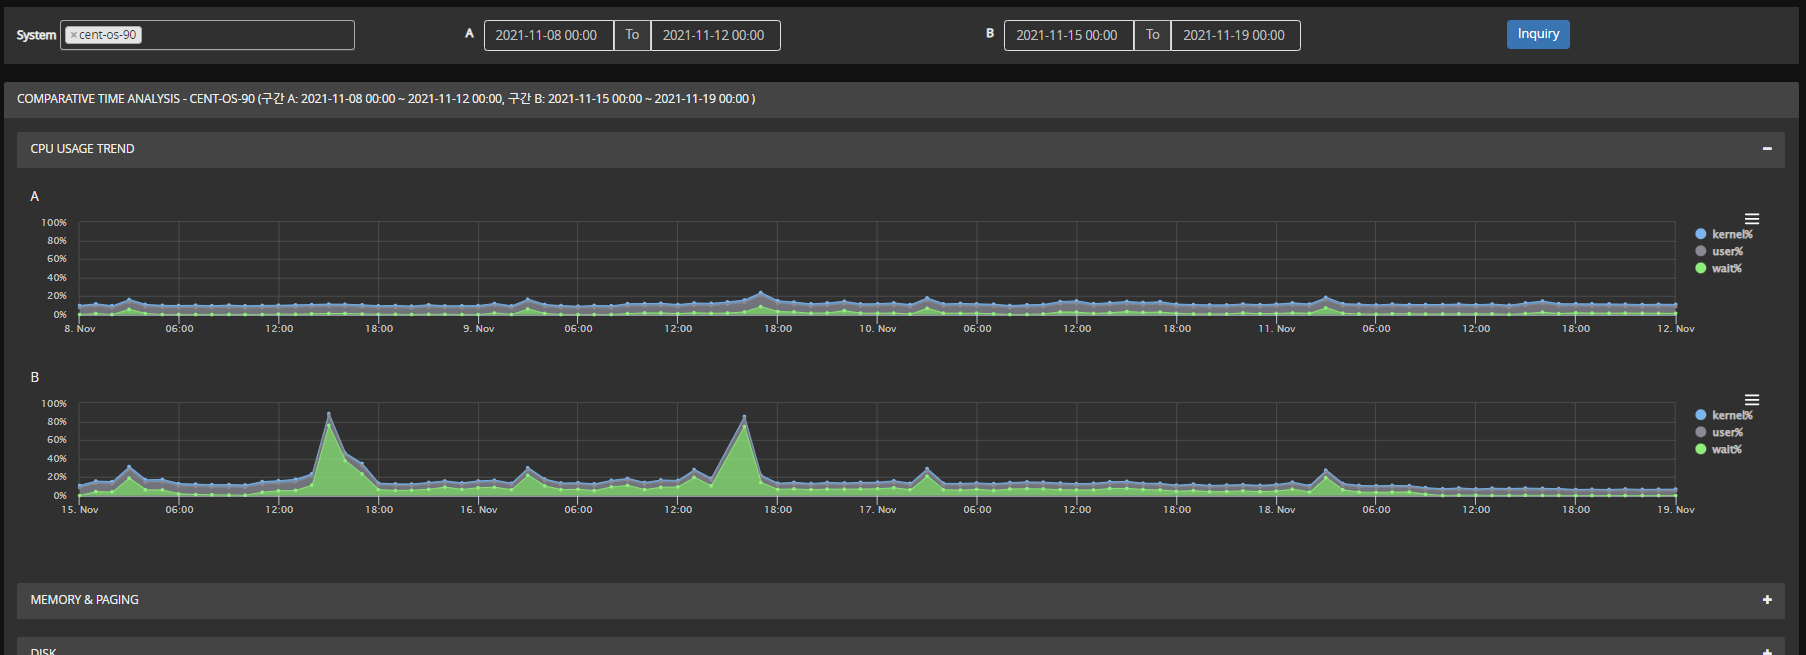 System ×cent-os-90 A 2021-11-08 00:00 To 2021-11-12 00:00 B 2021-11-15 00:00 To 2021-11-19 00:00 Inquiry
COMPARATIVE TIME ANALYSIS - CENT-OS-90 (구간 A: 2021-11-08 00:00 ~ 2021-11-12 00:00, 구간 B: 2021-11-15 00:00 ~ 2021-11-19 00:00 )
CPU USAGE TREND
A
100%
80%
60%
40%
20%
0%
8. Nov 06:00 12:00 18:00 9. Nov 06:00 12:00 18:00 10. Nov 06:00 12:00 18:00 11. Nov 06:00 12:00 18:00 12. Nov
kernel%
user%
wait%
B
100%
80%
60%
40%
20%
0%
15. Nov 06:00 12:00 18:00 16. Nov 06:00 12:00 18:00 17. Nov 06:00 12:00 18:00 18. Nov 06:00 12:00 18:00 19. Nov
kernel%
user%
wait%
MEMORY & PAGING
DISK